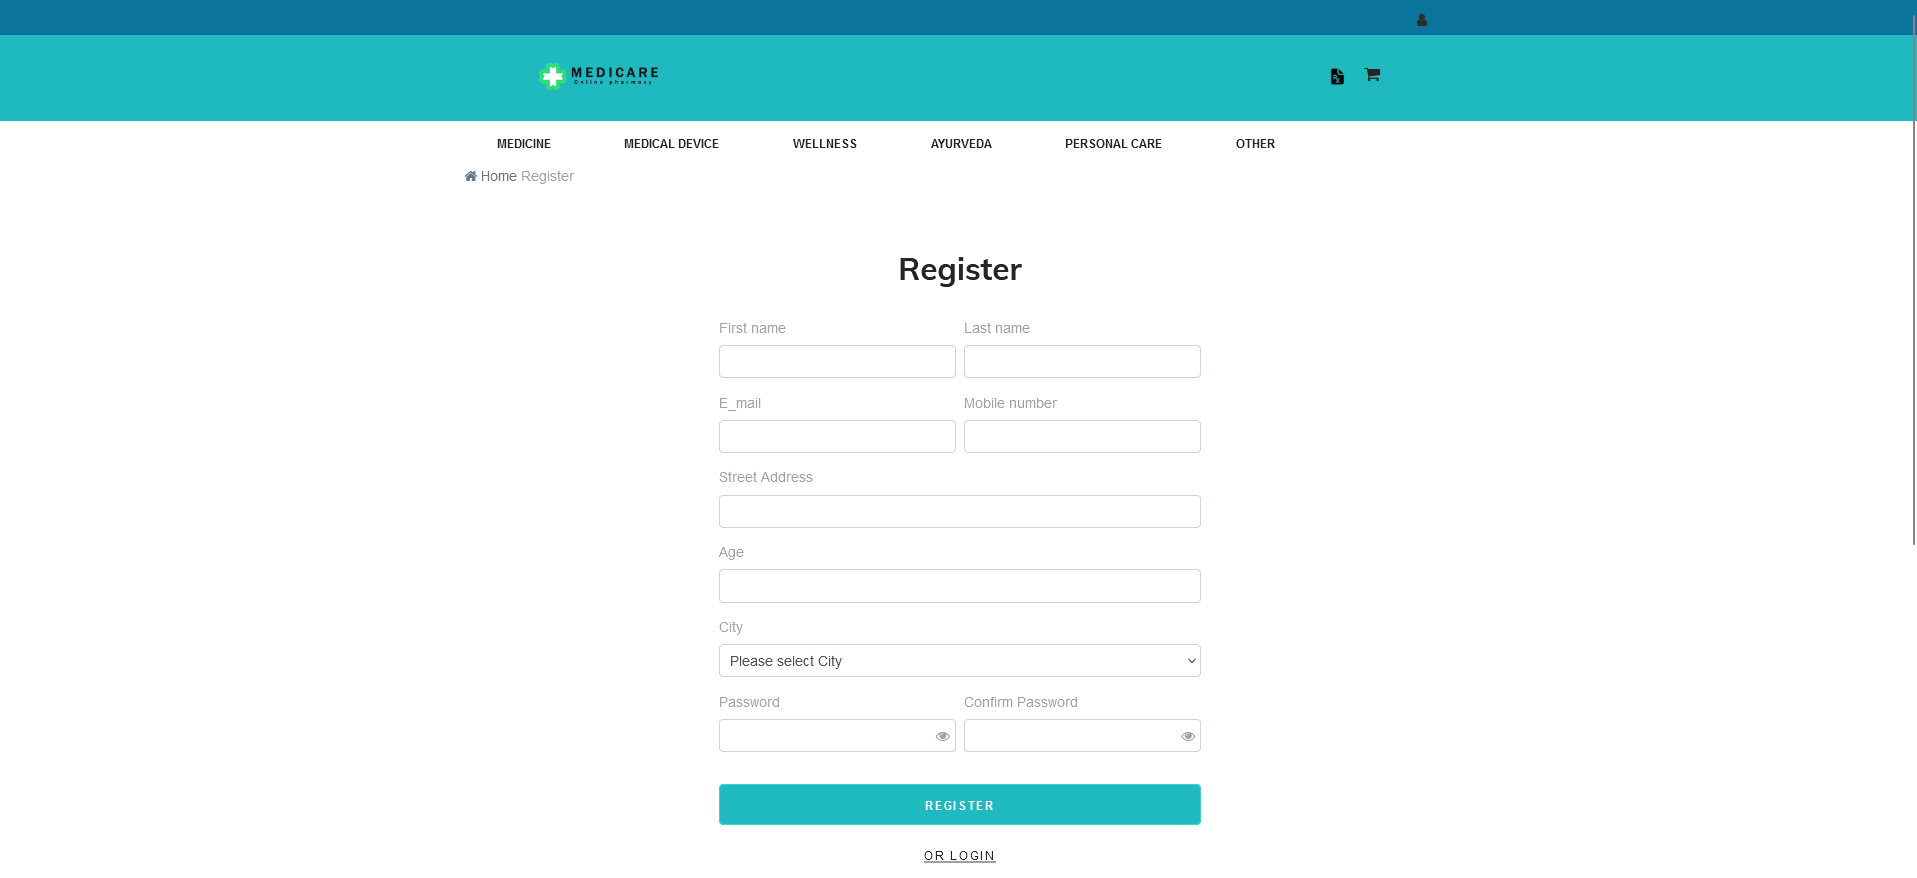 MEDICARE
Online pharmacy
MEDICINE MEDICAL DEVICE WELLNESS AYURVEDA PERSONAL CARE OTHER
Home Register
Register
First name Last name
E_mail Mobile number
Street Address
Age
City
Please select City
Password Confirm Password
REGISTER
OR LOGIN